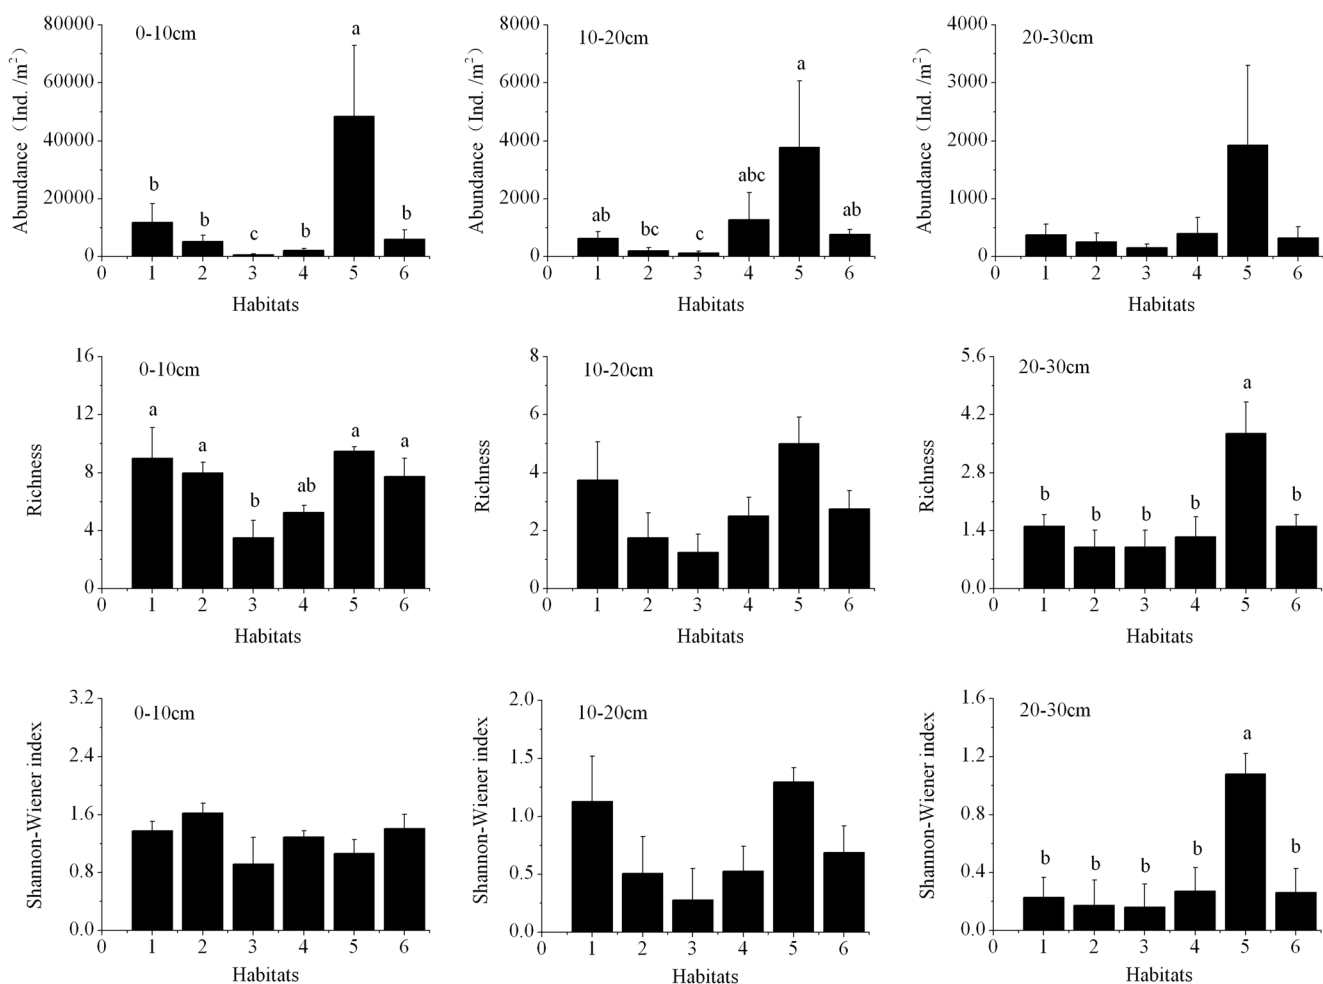 80000
0-10cm
a
60000
Abundance（Ind. /m²）
40000
20000
b
b
c
b
b
0
0 1 2 3 4 5 6
Habitats
8000
10-20cm
a
6000
Abundance（Ind. /m²）
4000
2000
ab
bc
c
abc
ab
0
0 1 2 3 4 5 6
Habitats
4000
20-30cm
3000
Abundance（Ind. /m²）
2000
1000
0
0 1 2 3 4 5 6
Habitats
16
0-10cm
12
a
a
b
ab
a
a
Richness
8
4
0
0 1 2 3 4 5 6
Habitats
8
10-20cm
6
Richness
4
2
0
0 1 2 3 4 5 6
Habitats
5.6
20-30cm
a
4.2
Richness
2.8
b
b
b
b
b
1.4
0.0
0 1 2 3 4 5 6
Habitats
3.2
0-10cm
2.4
Shannon-Wiener index
1.6
0.8
0.0
0 1 2 3 4 5 6
Habitats
2.0
10-20cm
1.5
Shannon-Wiener index
1.0
0.5
0.0
0 1 2 3 4 5 6
Habitats
1.6
20-30cm
a
1.2
Shannon-Wiener index
0.8
b
b
b
b
b
0.4
0.0
0 1 2 3 4 5 6
Habitats